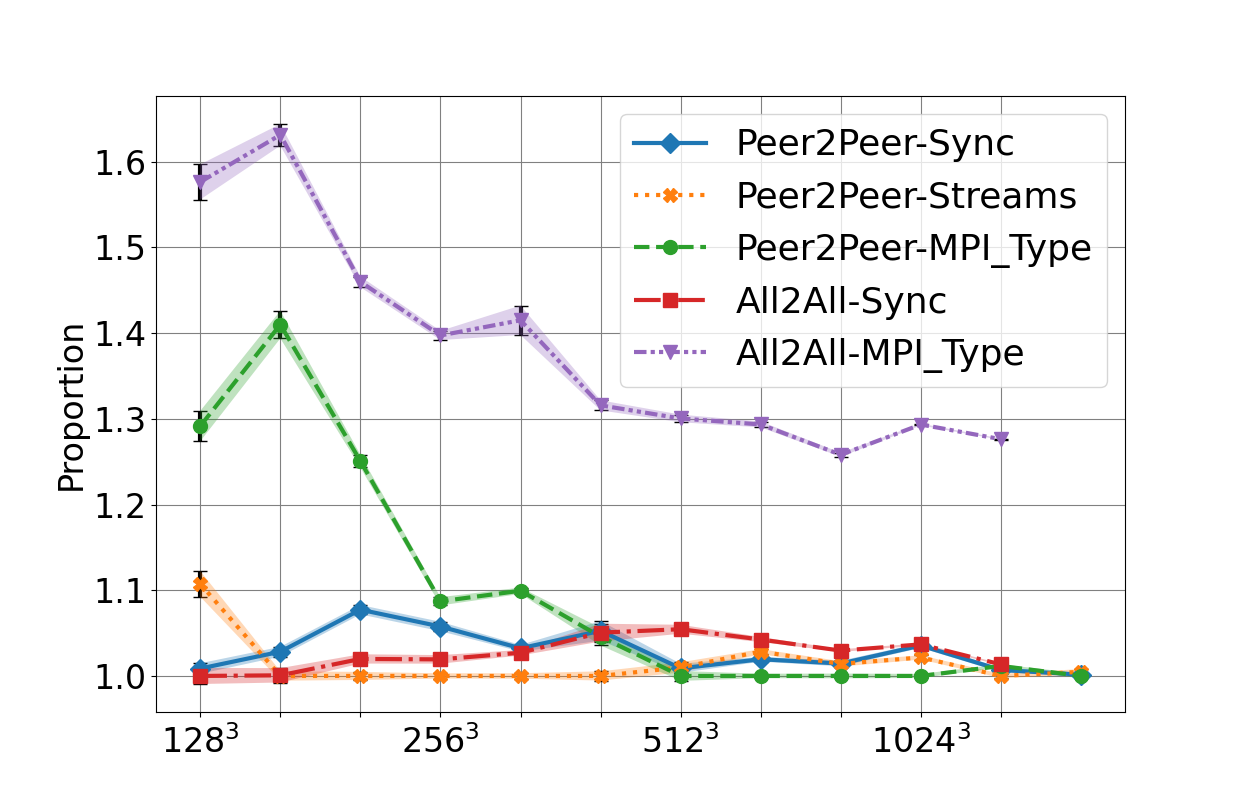 Peer2Peer-Sync
Peer2Peer-Streams
Peer2Peer-MPI_Type
All2All-Sync
All2All-MPI_Type
Proportion
1.6
1.5
1.4
1.3
1.2
1.1
1.0
128³ 256³ 512³ 1024³